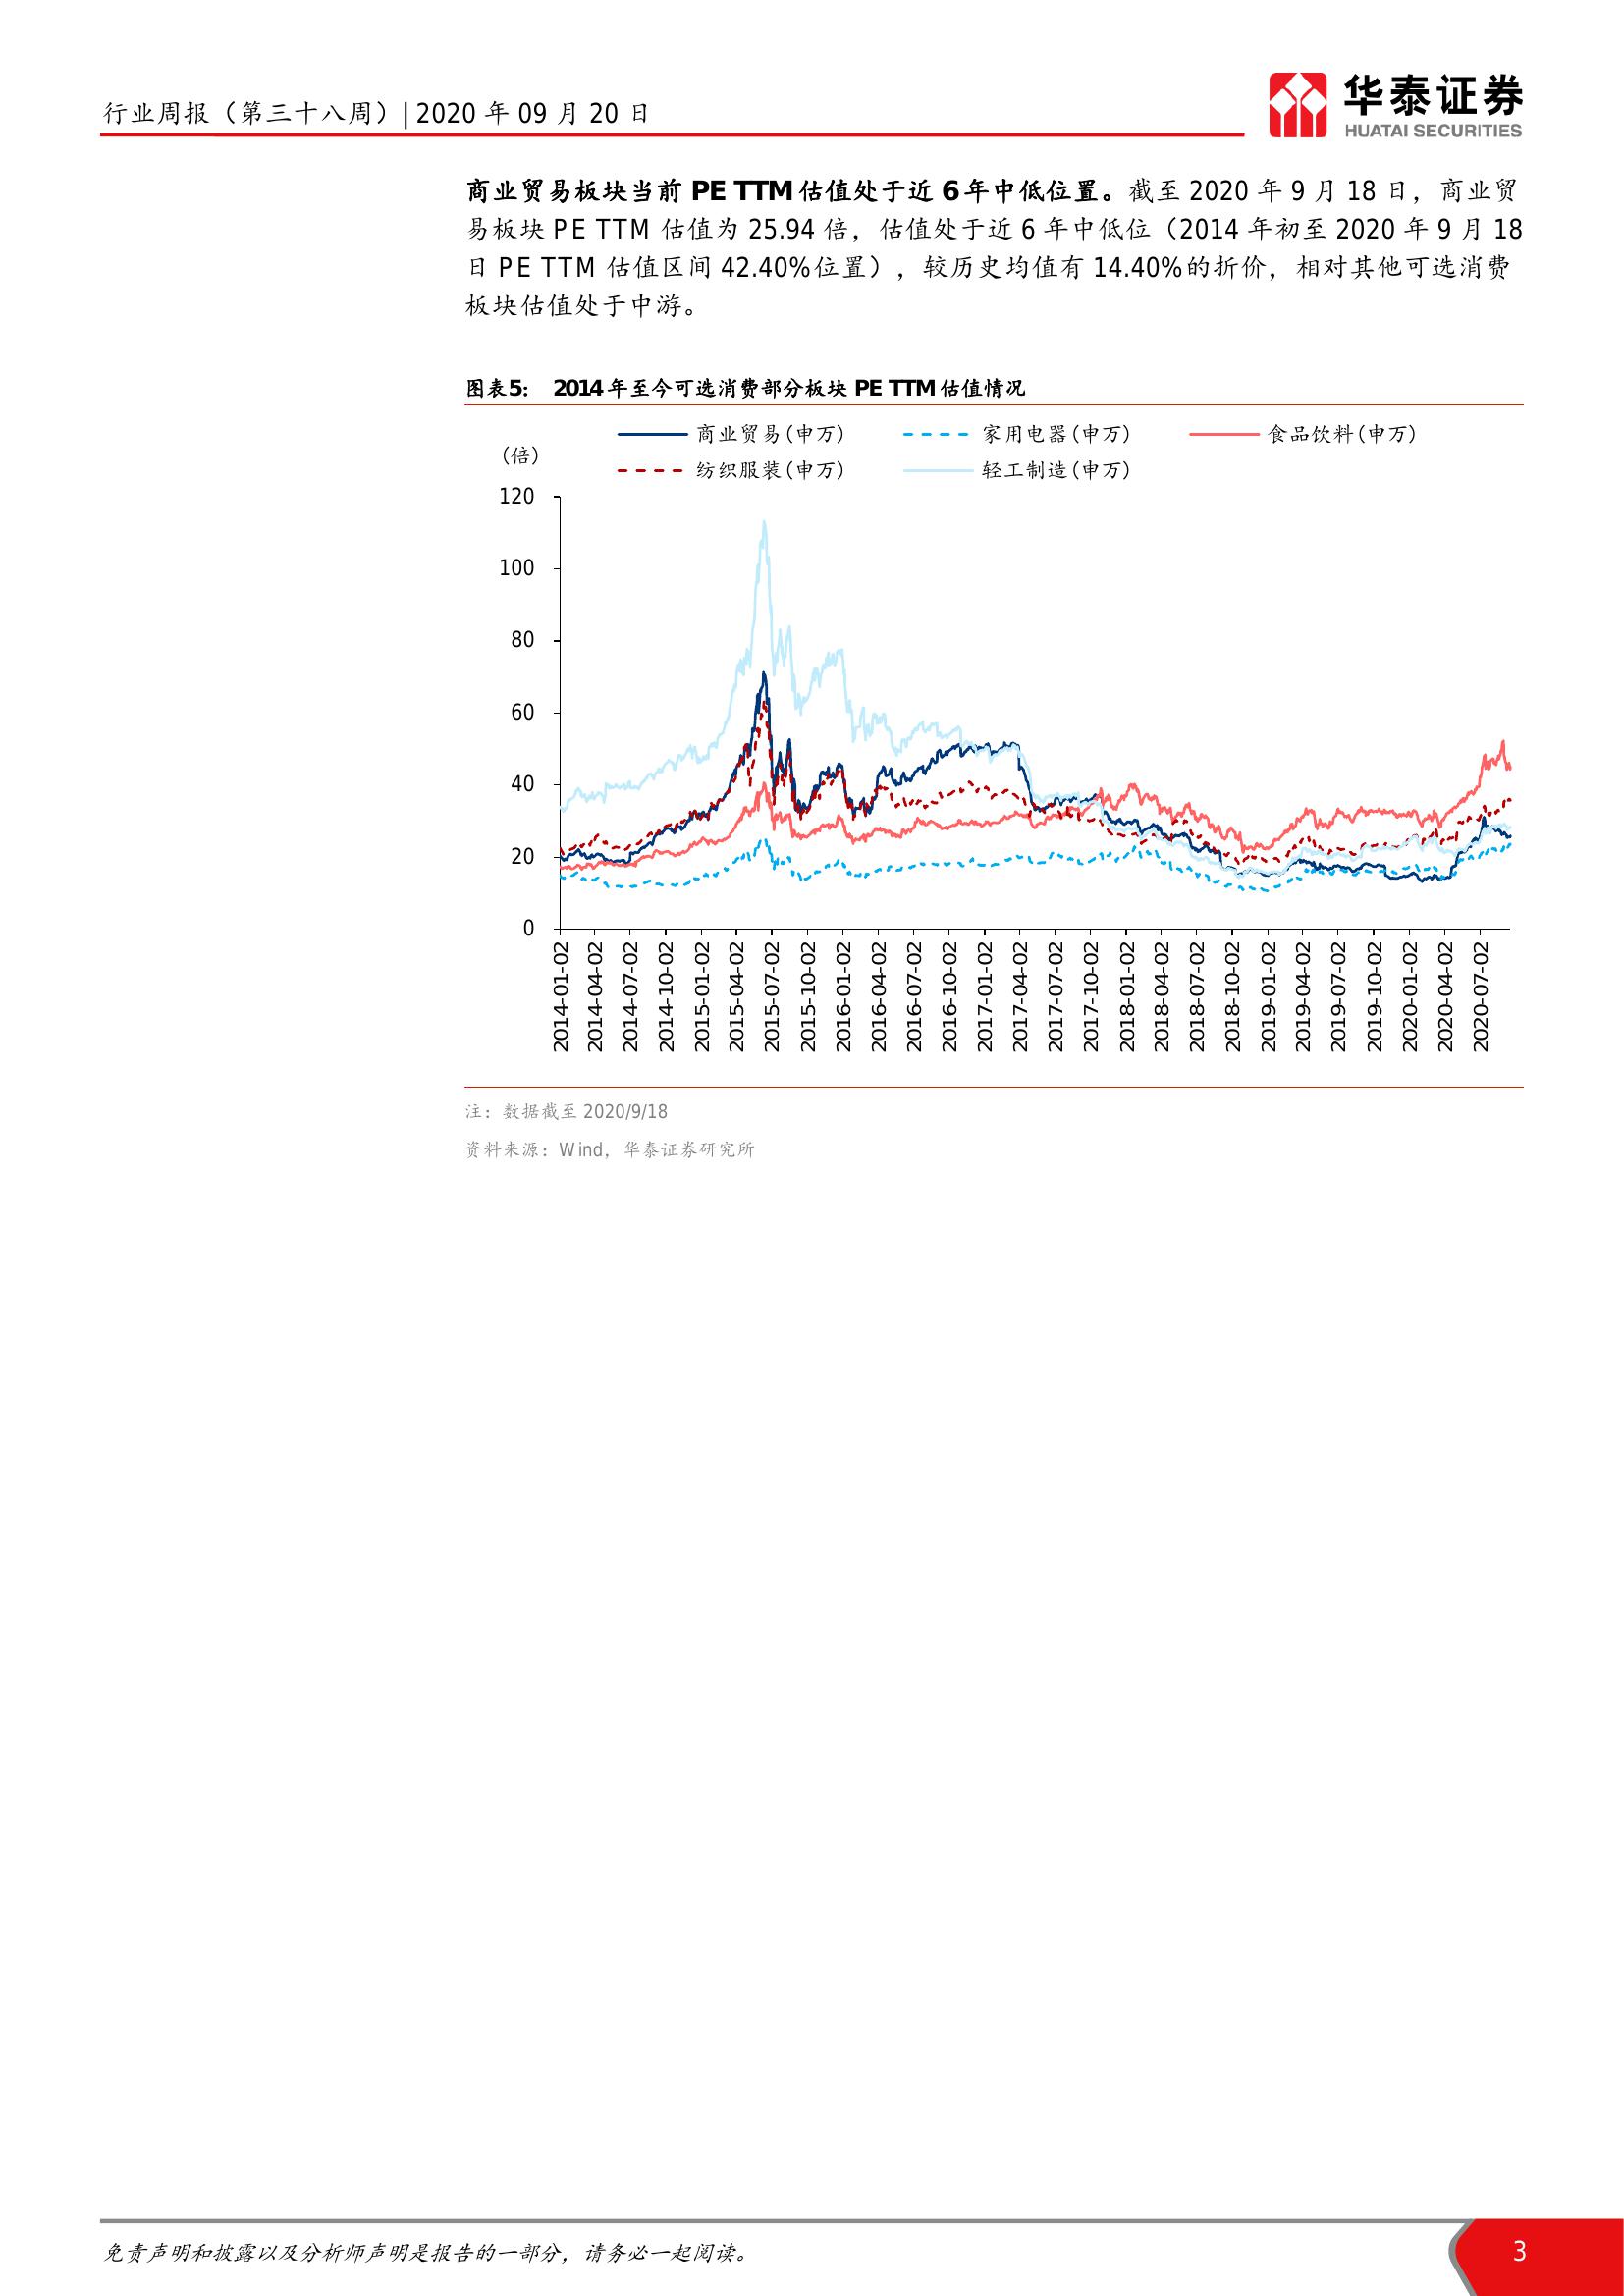 行业周报（第三十八周）| 2020 年 09 月 20 日
华泰证券
HUATAI SECURITIES
商业贸易板块当前 PE TTM 估值处于近 6 年中低位置。截至 2020 年 9 月 18 日，商业贸
易板块 PE TTM 估值为 25.94 倍，估值处于近 6 年中低位（2014 年初至 2020 年 9 月 18
日 PE TTM 估值区间 42.40%位置），较历史均值有 14.40%的折价，相对其他可选消费
板块估值处于中游。
图表5： 2014 年至今可选消费部分板块 PE TTM 估值情况
商业贸易(申万) 家用电器(申万) 食品饮料(申万)
（倍）
纺织服装(申万) 轻工制造(申万)
120
100
80
60
40
20
0
2014-01-02 2014-04-02 2014-07-02 2014-10-02 2015-01-02 2015-04-02 2015-07-02 2015-10-02 2016-01-02 2016-04-02 2016-07-02 2016-10-02 2017-01-02 2017-04-02 2017-07-02 2017-10-02 2018-01-02 2018-04-02 2018-07-02 2018-10-02 2019-01-02 2019-04-02 2019-07-02 2019-10-02 2020-01-02 2020-04-02 2020-07-02
注：数据截至 2020/9/18
资料来源：Wind，华泰证券研究所
免责声明和披露以及分析师声明是报告的一部分，请务必一起阅读。
3